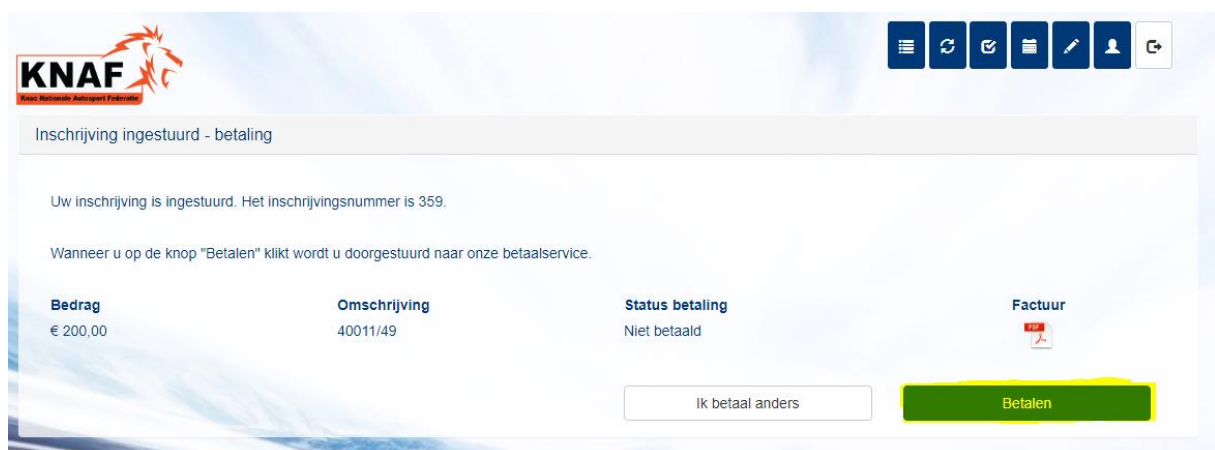 KNAF
Knac Nationale Autosport Federatie
Inschrijving ingestuurd - betaling
Uw inschrijving is ingestuurd. Het inschrijvingsnummer is 359.
Wanneer u op de knop "Betalen" klikt wordt u doorgestuurd naar onze betaalservice.
Bedrag Omschrijving Status betaling Factuur
€ 200,00 40011/49 Niet betaald PDF
Ik betaal anders Betalen